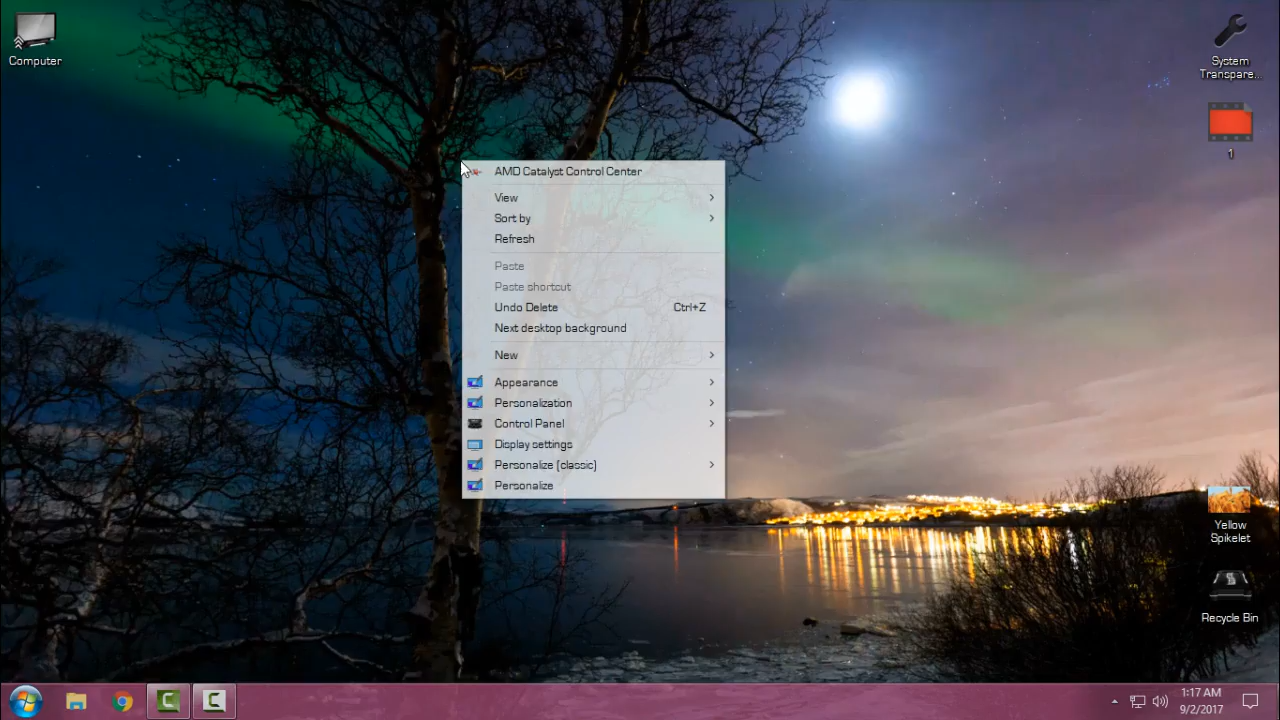 Computer
System
Transpare...
1
AMD Catalyst Control Center
View
Sort by
Refresh
Paste
Paste shortcut
Undo Delete Ctrl+Z
Next desktop background
New
Appearance
Personalization
Control Panel
Display settings
Personalize (classic)
Personalize
Yellow
Spikelet
Recycle Bin
1:17 AM
9/2/2017